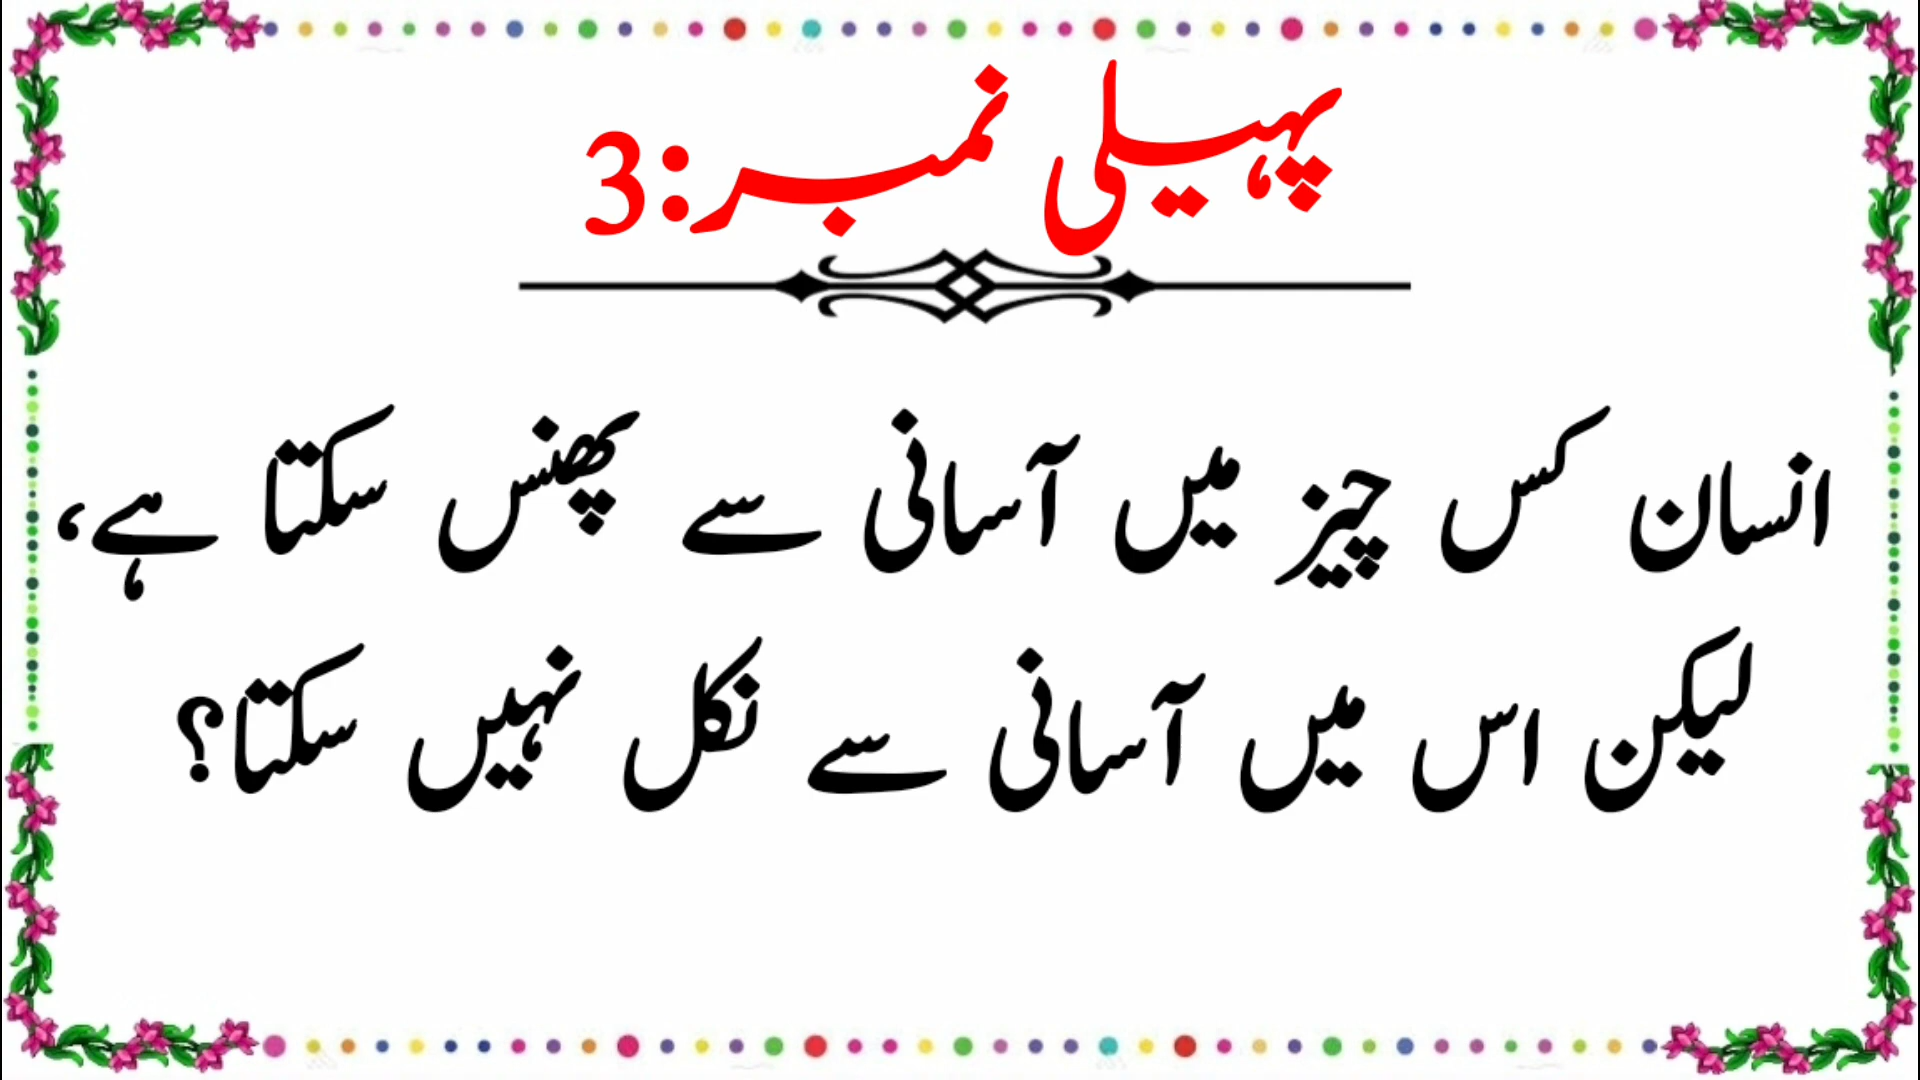 پہیلی نمبر:3
انسان کس چیز میں آسانی سے پھنس سکتا ہے،
لیکن اس میں آسانی سے نکل نہیں سکتا؟